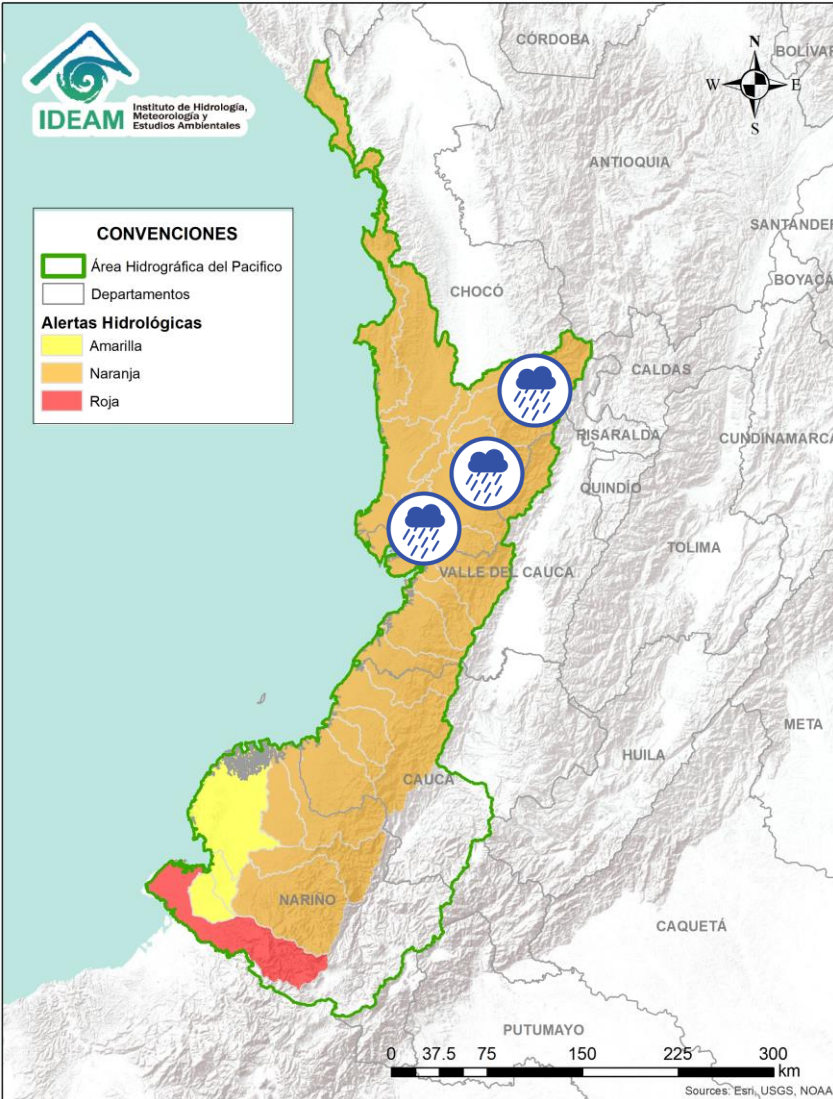 IDEAM
Instituto de Hidrología,
Meteorología y
Estudios Ambientales
N
W
E
S
CÓRDOBA
BOLÍVAR
ANTIOQUIA
SANTANDER
BOYACÁ
CONVENCIONES
Área Hidrográfica del Pacifico
Departamentos
Alertas Hidrológicas
Amarilla
Naranja
Roja
CHOCÓ
CALDAS
RISARALDA
CUNDINAMARCA
QUINDÍO
TOLIMA
VALLE DEL CAUCA
META
HUILA
CAUCA
NARIÑO
CAQUETÁ
PUTUMAYO
0 37.5 75 150 225 300
km
Sources: Esri, USGS, NOAA